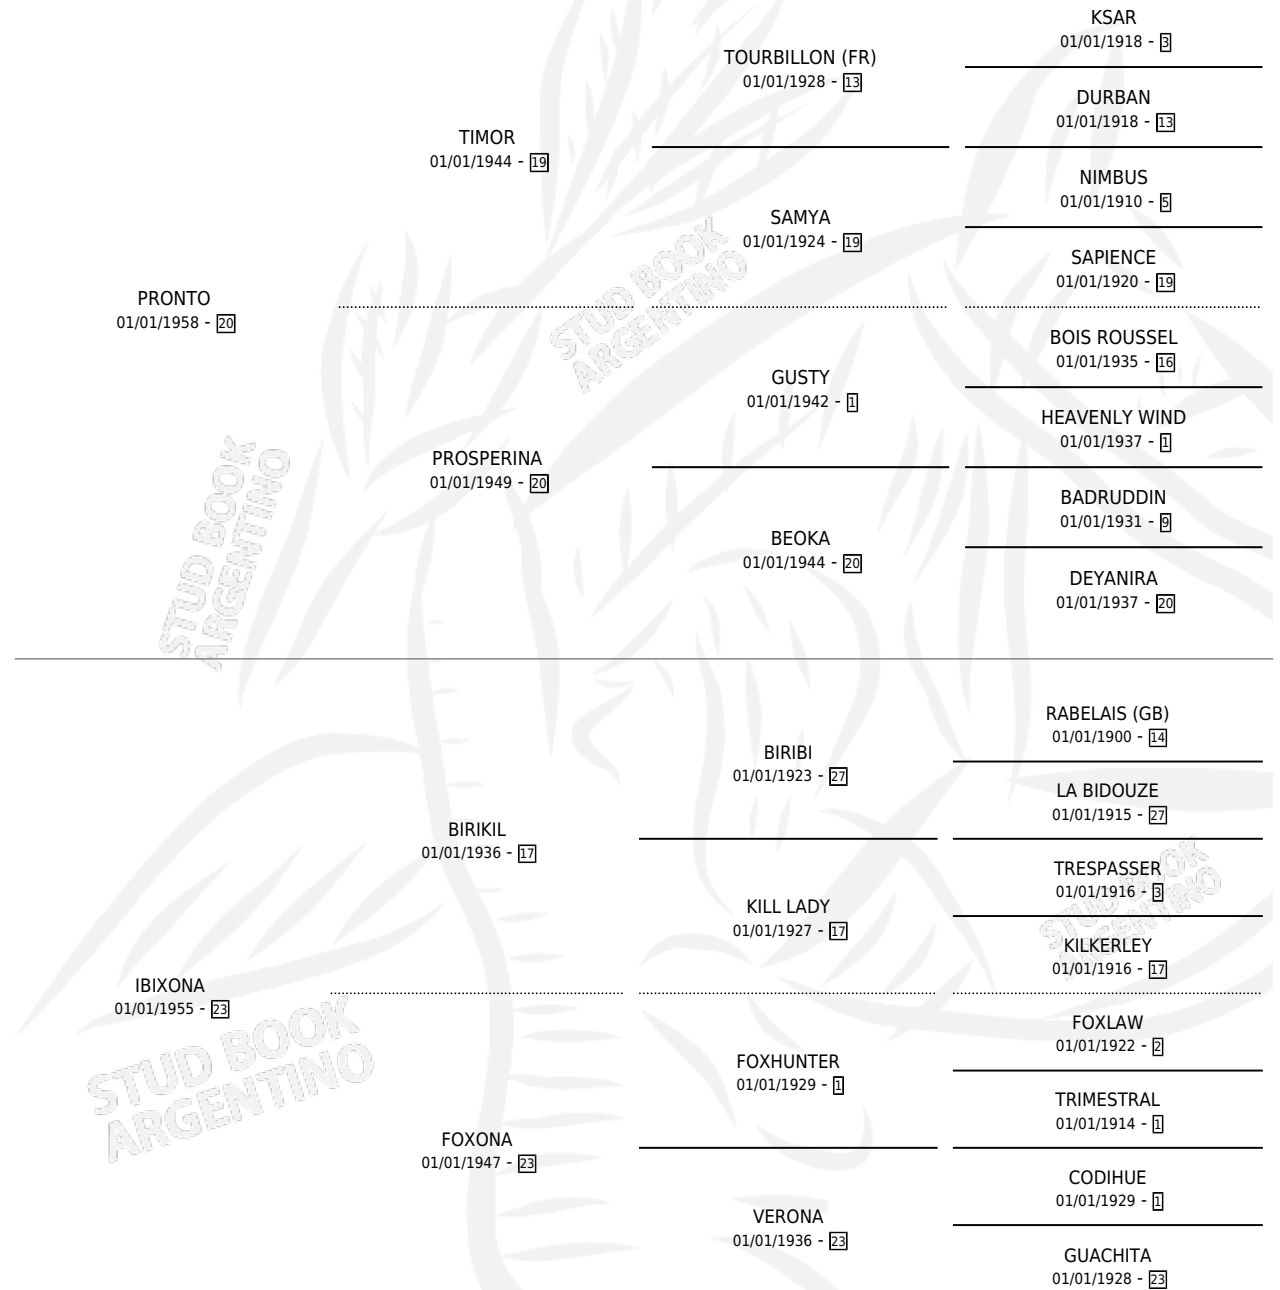 KSAR
01/01/1918 - 3
TOURBILLON (FR)
01/01/1928 - 13
DURBAN
01/01/1918 - 13
TIMOR
01/01/1944 - 19
NIMBUS
01/01/1910 - 5
SAMYA
01/01/1924 - 19
SAPIENCE
01/01/1920 - 19
PRONTO
01/01/1958 - 20
BOIS ROUSSEL
01/01/1935 - 16
GUSTY
01/01/1942 - 1
HEAVENLY WIND
01/01/1937 - 1
PROSPERINA
01/01/1949 - 20
BADRUDDIN
01/01/1931 - 9
BEOKA
01/01/1944 - 20
DEYANIRA
01/01/1937 - 20
RABELAIS (GB)
01/01/1900 - 14
BIRIBI
01/01/1923 - 27
LA BIDOUZE
01/01/1915 - 27
BIRIKIL
01/01/1936 - 17
TRESPASSER
01/01/1916 - 3
KILL LADY
01/01/1927 - 17
KILKERLEY
01/01/1916 - 17
IBIXONA
01/01/1955 - 23
FOXLAW
01/01/1922 - 2
FOXHUNTER
01/01/1929 - 1
TRIMESTRAL
01/01/1914 - 1
FOXONA
01/01/1947 - 23
CODIHUE
01/01/1929 - 1
VERONA
01/01/1936 - 23
GUACHITA
01/01/1928 - 23
STUD BOOK
ARGENTINO
STUD BOOK
ARGENTINO
STUD BOOK
ARGENTINO
STUD BOOK
ARGENTINO